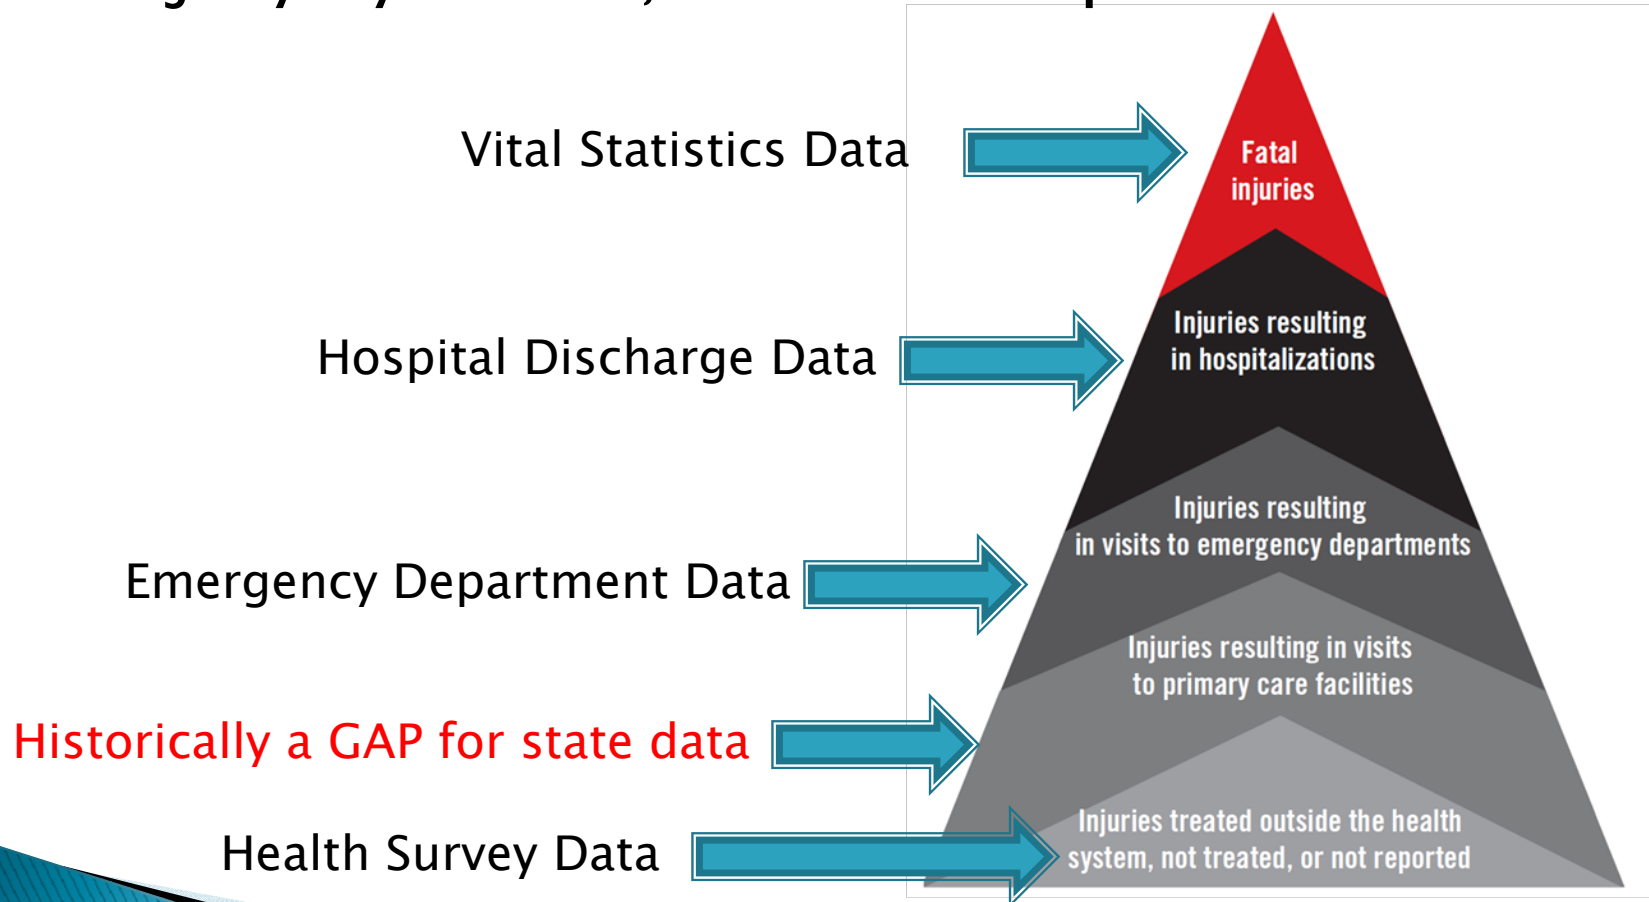 Vital Statistics Data
Fatal
injuries
Hospital Discharge Data
Injuries resulting
in hospitalizations
Emergency Department Data
Injuries resulting
in visits to emergency departments
Historically a GAP for state data
Injuries resulting in visits
to primary care facilities
Health Survey Data
Injuries treated outside the health
system, not treated, or not reported